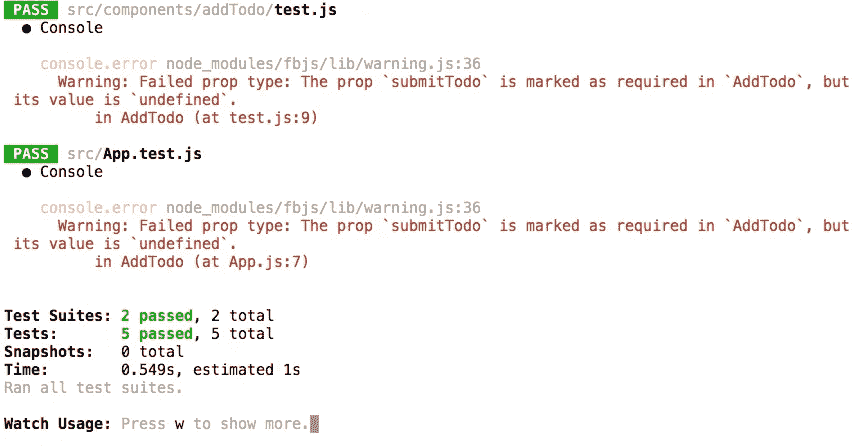 PASS src/components/addTodo/test.js
● Console
console.error node_modules/fbjs/lib/warning.js:36
Warning: Failed prop type: The prop `submitTodo` is marked as required in `AddTodo`, but
its value is `undefined`.
in AddTodo (at test.js:9)
PASS src/App.test.js
● Console
console.error node_modules/fbjs/lib/warning.js:36
Warning: Failed prop type: The prop `submitTodo` is marked as required in `AddTodo`, but
its value is `undefined`.
in AddTodo (at App.js:7)
Test Suites: 2 passed, 2 total
Tests: 5 passed, 5 total
Snapshots: 0 total
Time: 0.549s, estimated 1s
Ran all test suites.
Watch Usage: Press w to show more.